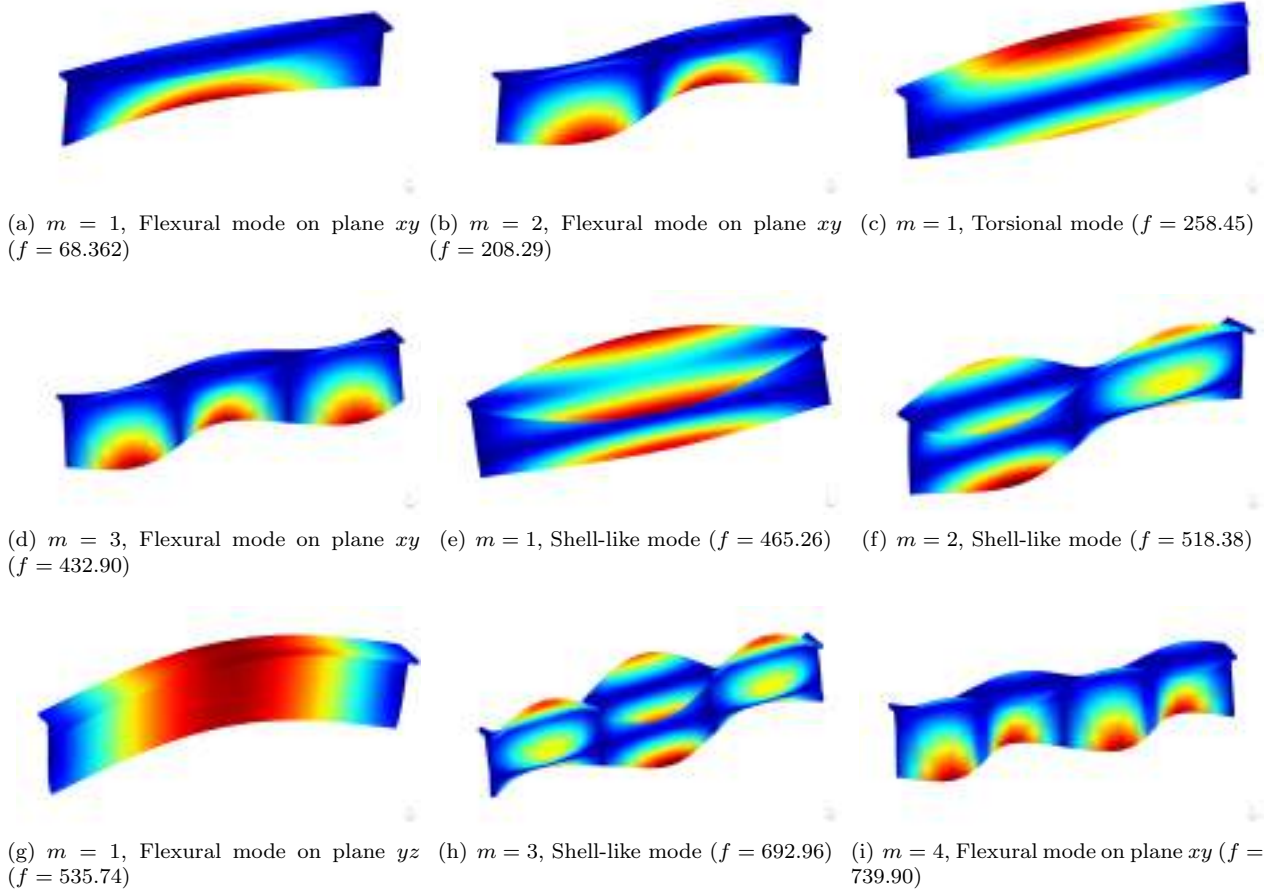 (a) m = 1, Flexural mode on plane xy
(f = 68.362)
(b) m = 2, Flexural mode on plane xy
(f = 208.29)
(c) m = 1, Torsional mode (f = 258.45)
(d) m = 3, Flexural mode on plane xy
(f = 432.90)
(e) m = 1, Shell-like mode (f = 465.26)
(f) m = 2, Shell-like mode (f = 518.38)
(g) m = 1, Flexural mode on plane yz
(f = 535.74)
(h) m = 3, Shell-like mode (f = 692.96)
(i) m = 4, Flexural mode on plane xy (f =
739.90)